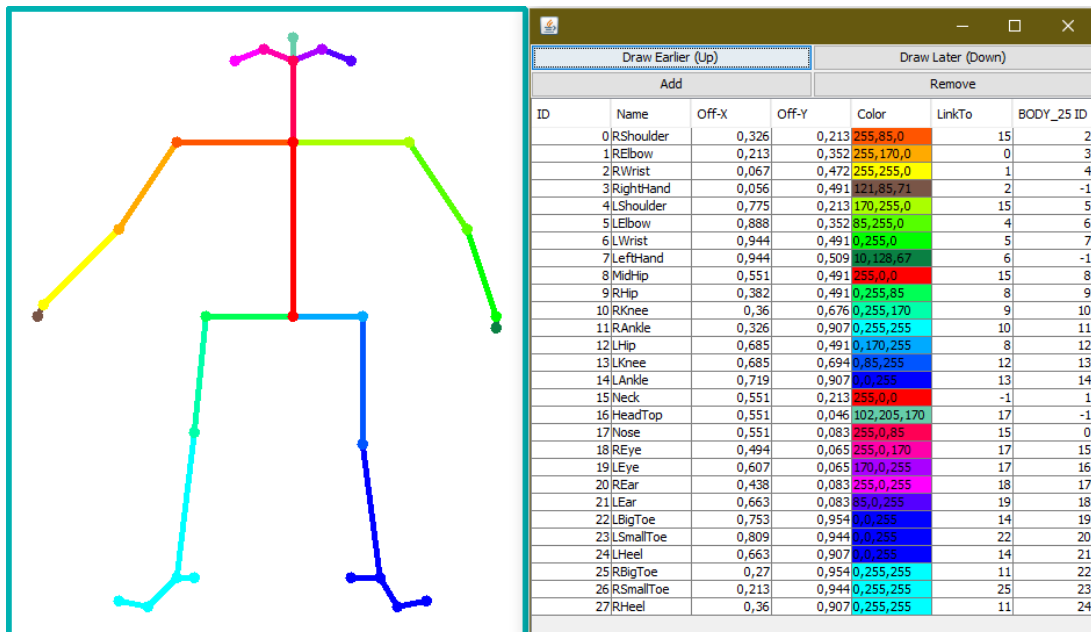 Draw Earlier (Up) Draw Later (Down)
Add Remove
ID Name Off-X Off-Y Color LinkTo BODY_25 ID
0 RShoulder 0,326 0,213 255,85,0 15 2
1 RElbow 0,213 0,352 255,170,0 0 3
2 RWrist 0,067 0,472 255,255,0 1 4
3 RightHand 0,056 0,491 121,85,71 2 -1
4 LShoulder 0,775 0,213 170,255,0 15 5
5 LElbow 0,888 0,352 85,255,0 4 6
6 LWrist 0,944 0,491 0,255,0 5 7
7 LeftHand 0,944 0,509 10,128,67 6 -1
8 MidHip 0,551 0,491 255,0,0 15 8
9 RHip 0,382 0,491 0,255,85 8 9
10 RKnee 0,36 0,676 0,255,170 9 10
11 RAnkle 0,326 0,907 0,255,255 10 11
12 LHip 0,685 0,491 0,170,255 8 12
13 LKnee 0,685 0,694 0,85,255 12 13
14 LAnkle 0,719 0,907 0,0,255 13 14
15 Neck 0,551 0,213 255,0,0 -1 1
16 HeadTop 0,551 0,046 102,205,170 17 -1
17 Nose 0,551 0,083 255,0,85 15 0
18 REye 0,494 0,065 255,0,170 17 15
19 LEye 0,607 0,065 170,0,255 17 16
20 REar 0,438 0,083 255,0,255 18 17
21 LEar 0,663 0,083 85,0,255 19 18
22 LBigToe 0,753 0,954 0,0,255 14 19
23 LSmallToe 0,809 0,944 0,0,255 22 20
24 LHeel 0,663 0,907 0,0,255 14 21
25 RBigToe 0,27 0,954 0,255,255 11 22
26 RSmallToe 0,213 0,944 0,255,255 25 23
27 RHeel 0,36 0,907 0,255,255 11 24